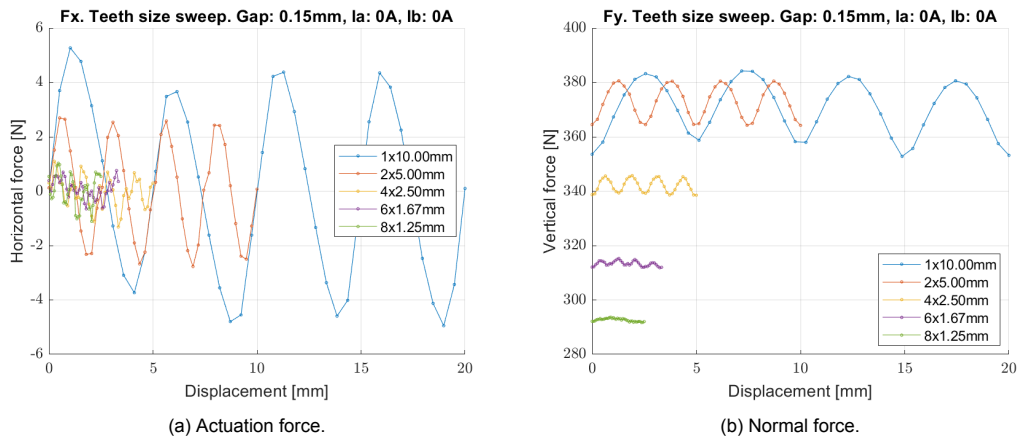 Fx. Teeth size sweep. Gap: 0.15mm, Ia: 0A, Ib: 0A
Horizontal force [N]
6
4
2
0
-2
-4
-6
1x10.00mm
2x5.00mm
4x2.50mm
6x1.67mm
8x1.25mm
0 5 10 15 20
Displacement [mm]
(a) Actuation force.
Fy. Teeth size sweep. Gap: 0.15mm, Ia: 0A, Ib: 0A
Vertical force [N]
400
380
360
340
320
300
280
1x10.00mm
2x5.00mm
4x2.50mm
6x1.67mm
8x1.25mm
0 5 10 15 20
Displacement [mm]
(b) Normal force.